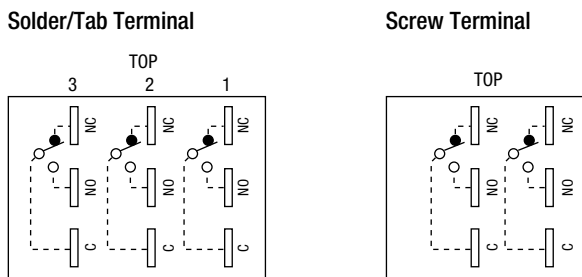 Solder/Tab Terminal
TOP
3 2 1
NC NC NC
NO NO NO
C C C
Screw Terminal
TOP
NC NC
NO NO
C C